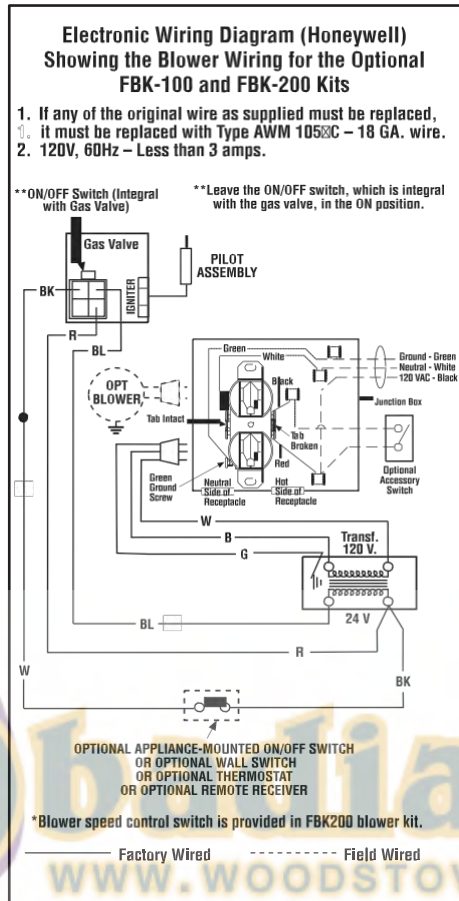 Electronic Wiring Diagram (Honeywell)
Showing the Blower Wiring for the Optional
FBK-100 and FBK-200 Kits
1. If any of the original wire as supplied must be replaced,
1. it must be replaced with Type AWM 105☒C – 18 GA. wire.
2. 120V, 60Hz – Less than 3 amps.
**ON/OFF Switch (Integral
with Gas Valve)
**Leave the ON/OFF switch, which is integral
with the gas valve, in the ON position.
Gas Valve
IGNITER
PILOT
ASSEMBLY
BK
R
BL
Green
White
Ground - Green
Neutral - White
120 VAC - Black
OPT
BLOWER
Black
Junction Box
Tab Intact
Tab
Broken
Red
Green
Ground
Screw
Neutral
Side of
Receptacle
Hot
Side of
Receptacle
Optional
Accessory
Switch
W
B
G
Transf.
120 V.
24 V
BL
R
W
BK
OPTIONAL APPLIANCE-MOUNTED ON/OFF SWITCH
OR OPTIONAL WALL SWITCH
OR OPTIONAL THERMOSTAT
OR OPTIONAL REMOTE RECEIVER
*Blower speed control switch is provided in FBK200 blower kit.
Factory Wired
Field Wired
badia
WWW.WOODSTOV